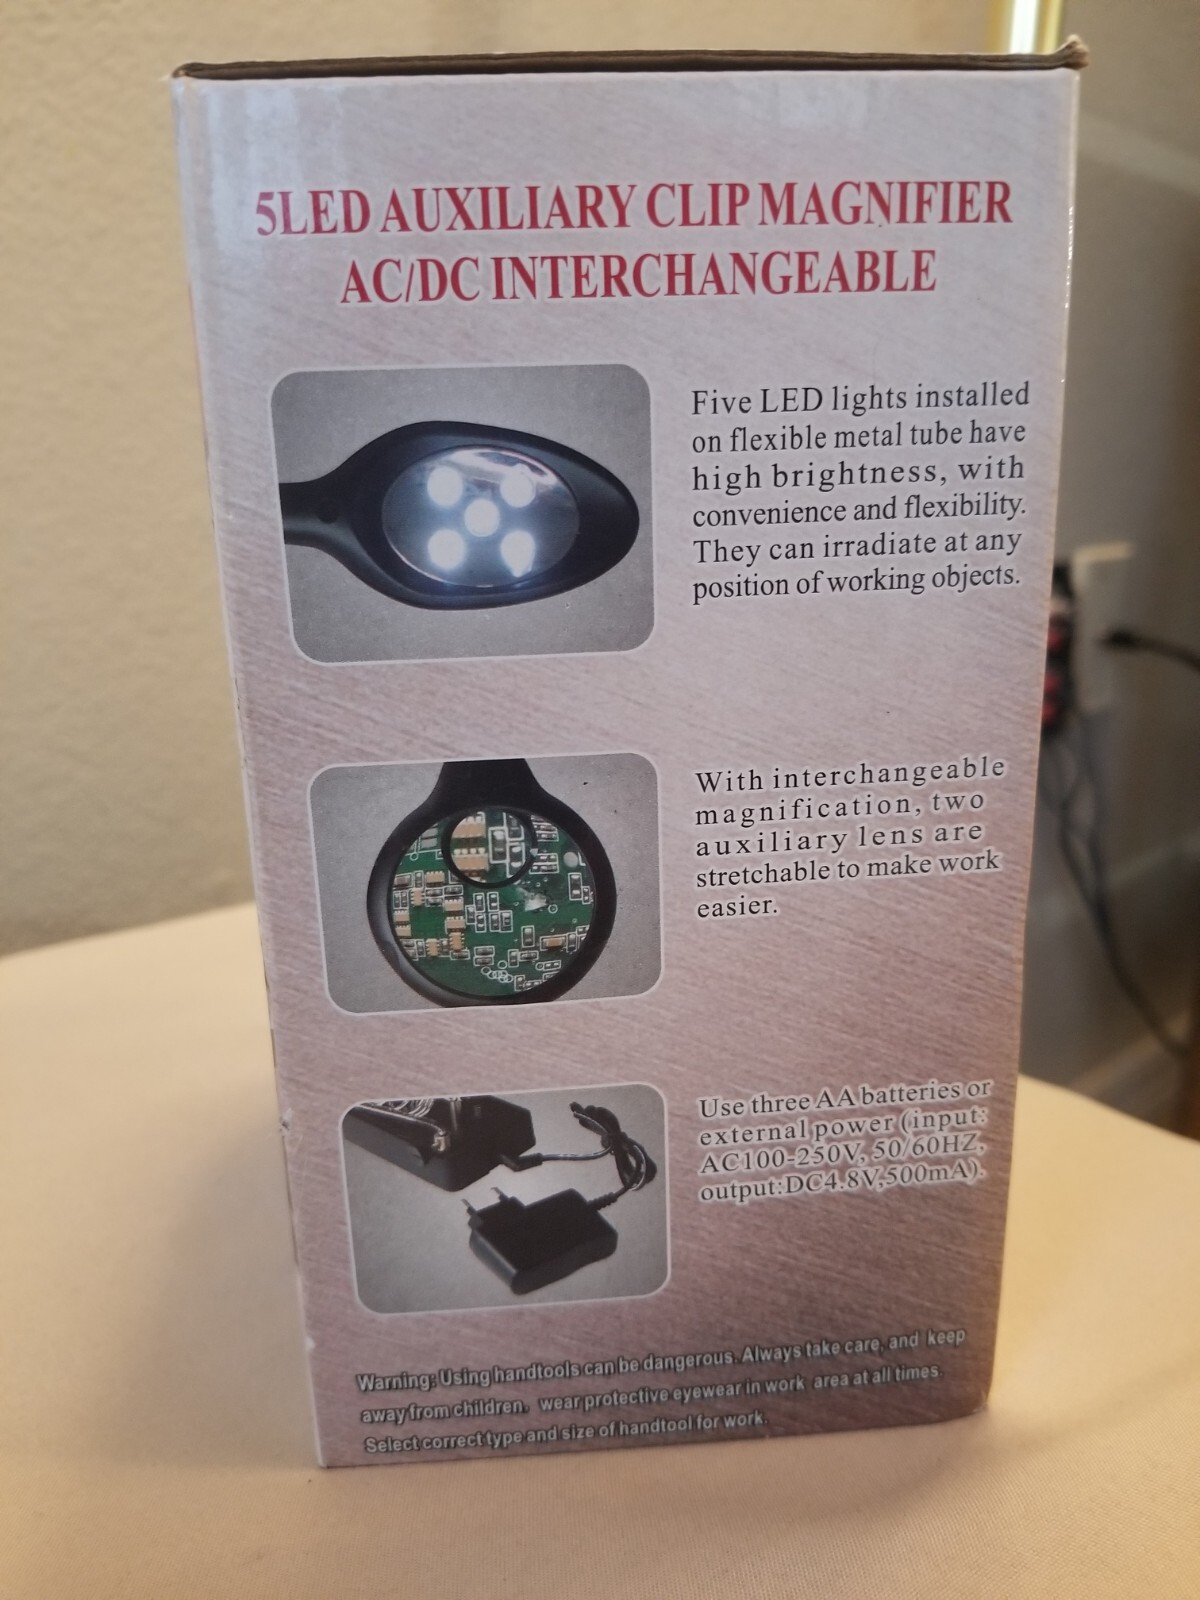 5LED AUXILIARY CLIP MAGNIFIER
AC/DC INTERCHANGEABLE
Five LED lights installed
on flexible metal tube have
high brightness, with
convenience and flexibility.
They can irradiate at any
position of working objects.
With interchangeable
magnification, two
auxiliary lens are
stretchable to make work
easier.
Use three AA batteries or
external power (input:
AC100-250V, 50/60HZ,
output:DC4.8V,500mA).
Warning: Using handtools can be dangerous. Always take care, and keep
away from children, wear protective eyewear in work area at all times.
Select correct type and size of handtool for work.